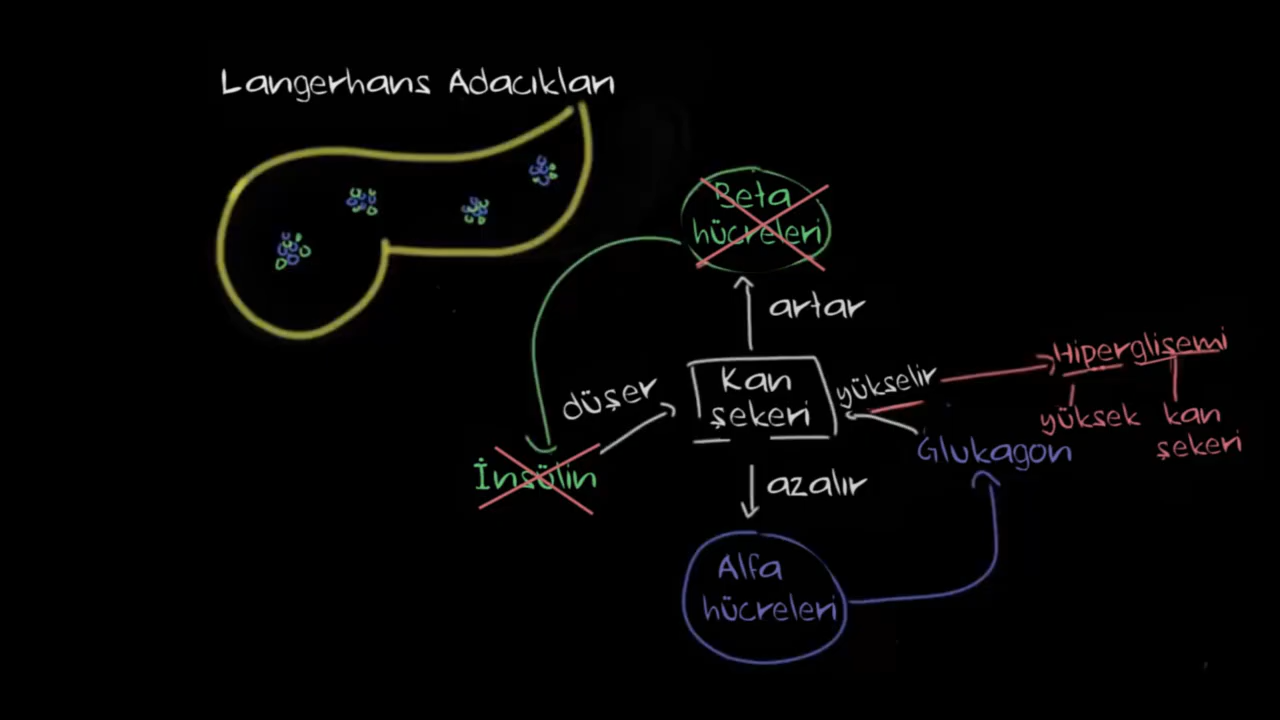 Langerhans Adacıkları
Beta
hücreleri
artar
Kan
şekeri
düşer
yükselir
Hiperglisemi
yüksek
kan
şekeri
İnsülin
Glukagon
azalır
Alfa
hücreleri